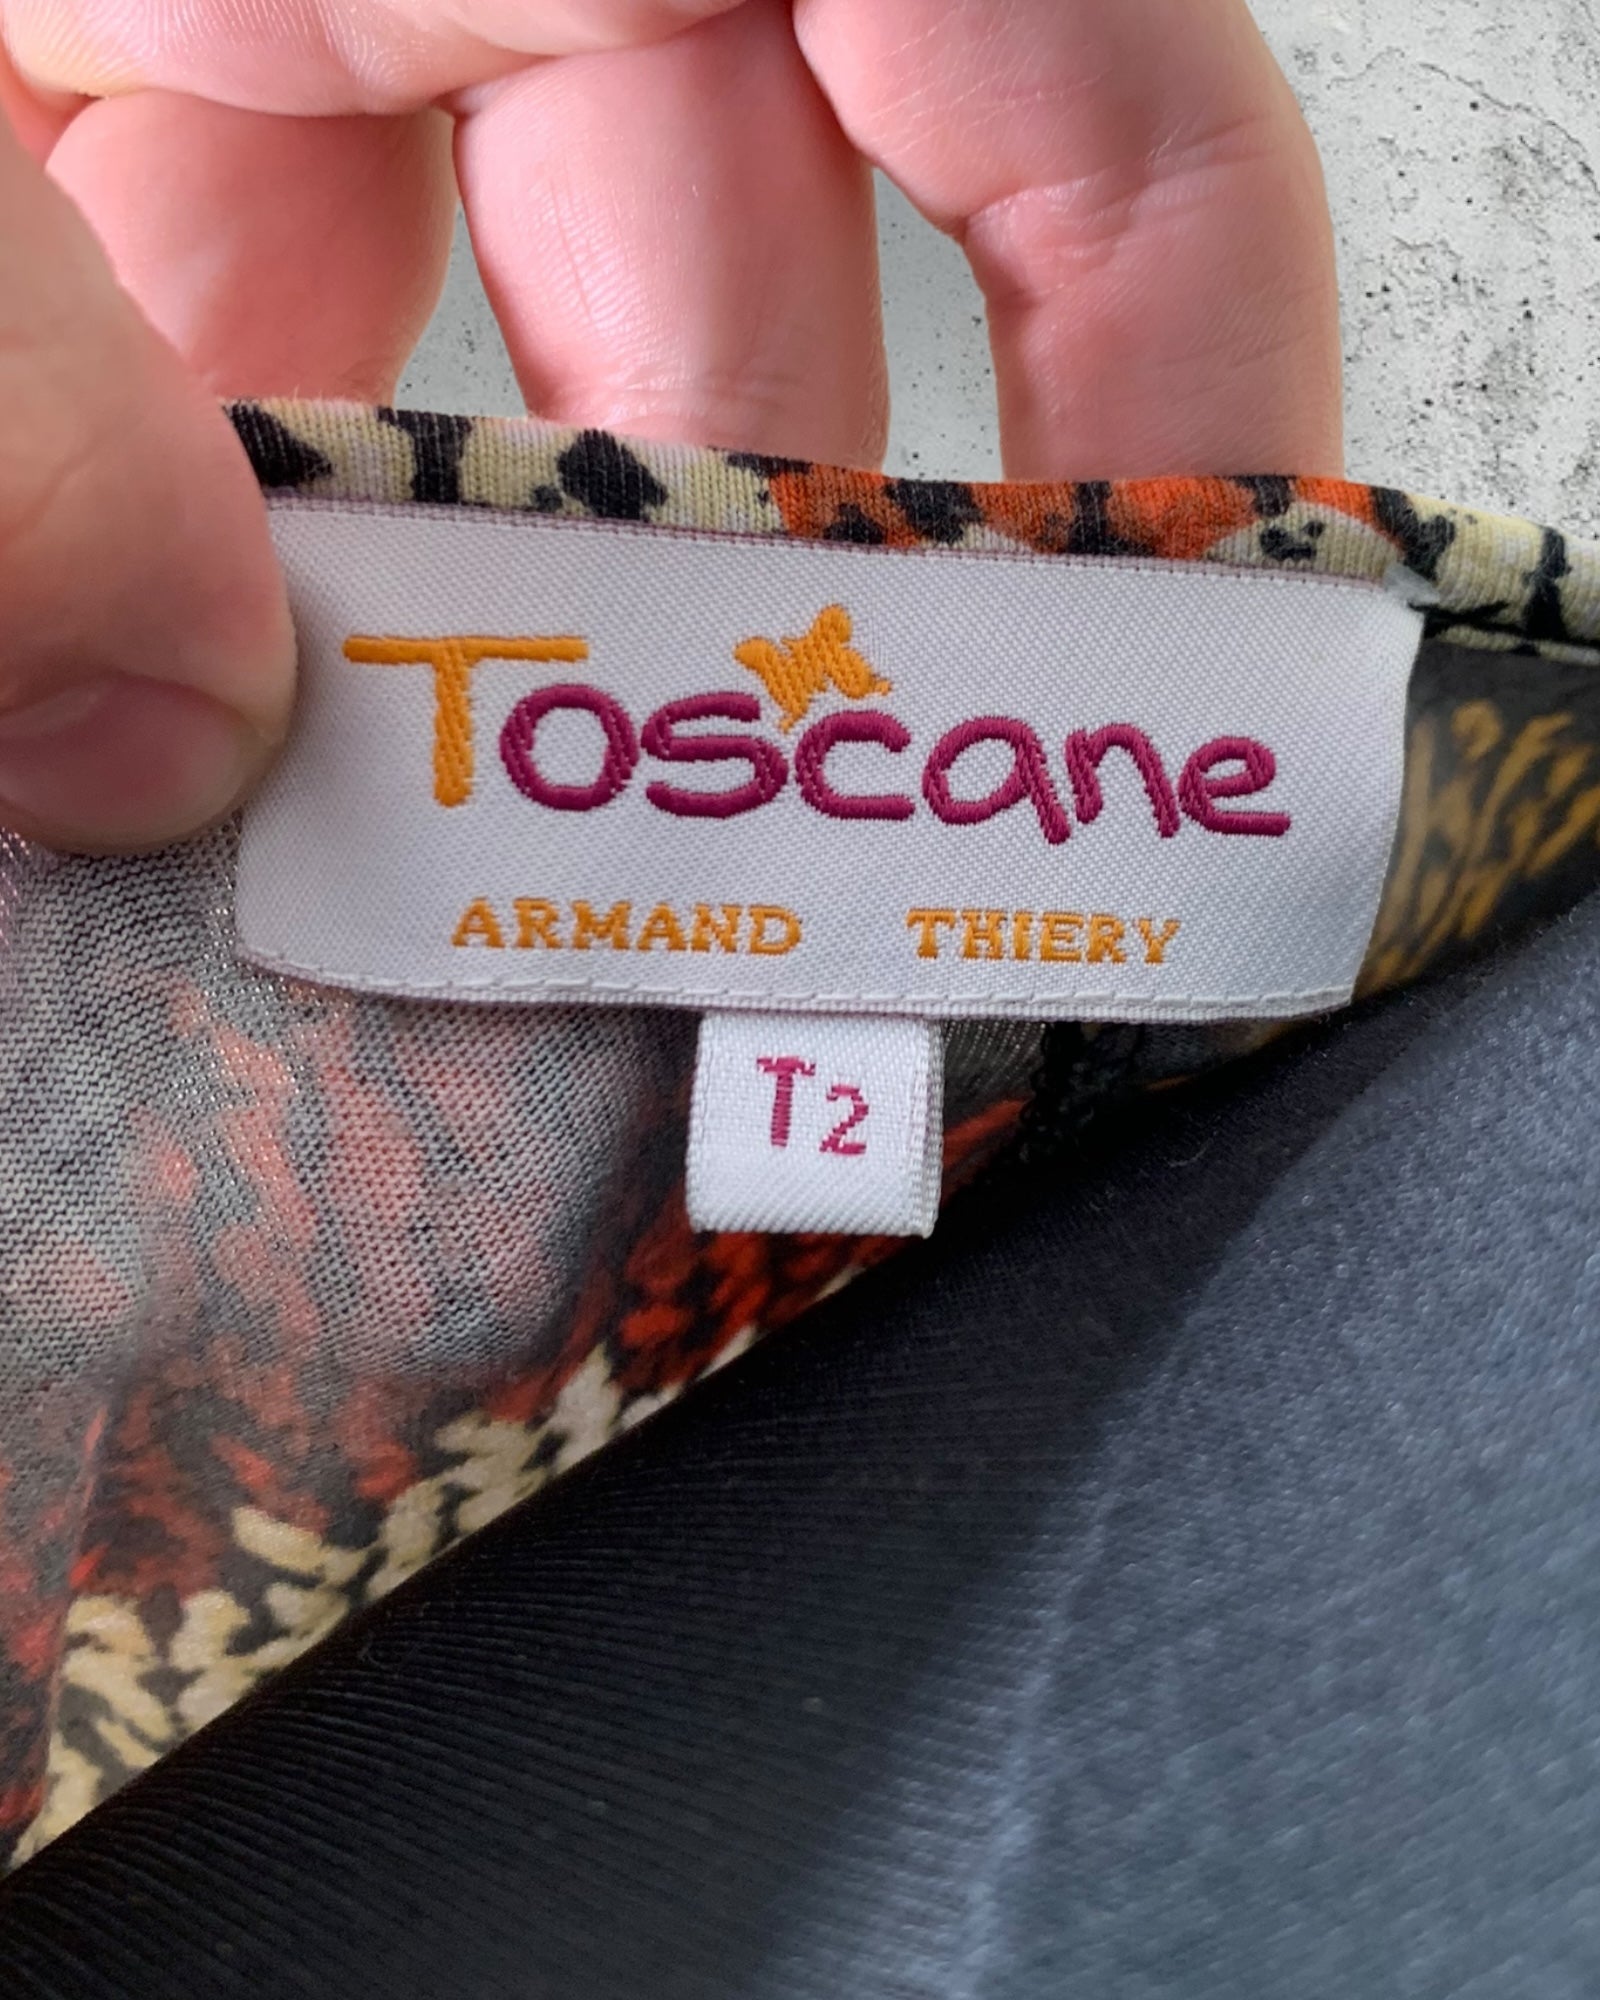 Toscane
ARMAND THIERY
T2